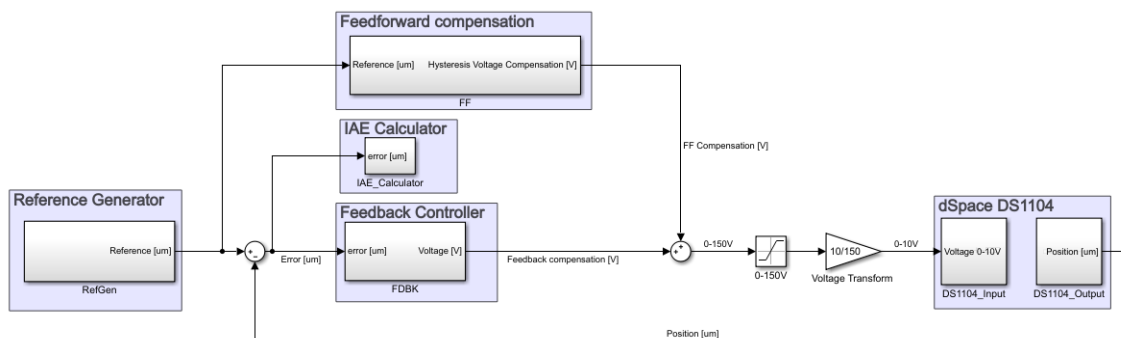 Feedforward compensation
Reference [um]
Hysteresis Voltage Compensation [V]
FF
IAE Calculator
error [um]
IAE_Calculator
FF Compensation [V]
Reference Generator
Reference [um]
RefGen
Error [um]
Feedback Controller
error [um]
Voltage [V]
FDBK
Feedback compensation [V]
0-150V
0-150V
10/150
Voltage Transform
0-10V
dSpace DS1104
Voltage 0-10V
DS1104_Input
Position [um]
DS1104_Output
Position [um]